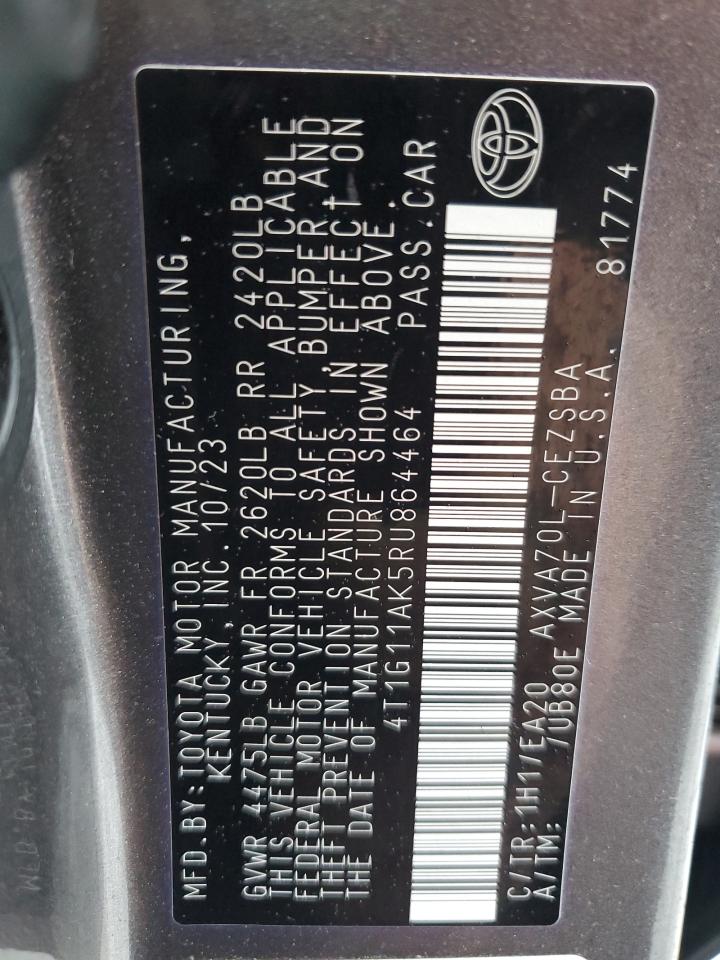 MFD.BY:TOYOTA MOTOR MANUFACTURING,
KENTUCKY, INC. 10/23
GVWR 4475LB GAWR FR 2620LB RR 2420LB
THIS VEHICLE CONFORMS TO ALL APPLICABLE
FEDERAL MOTOR VEHICLE SAFETY, BUMPER, AND
THEFT PREVENTION STANDARDS IN EFFECT ON
THE DATE OF MANUFACTURE SHOWN ABOVE.
4T1G11AK5RU864464 PASS.CAR
C/TR:1H1/EA20 AXVA70L-CEZSBA
A/TM: /UB80E MADE IN U.S.A. 81774